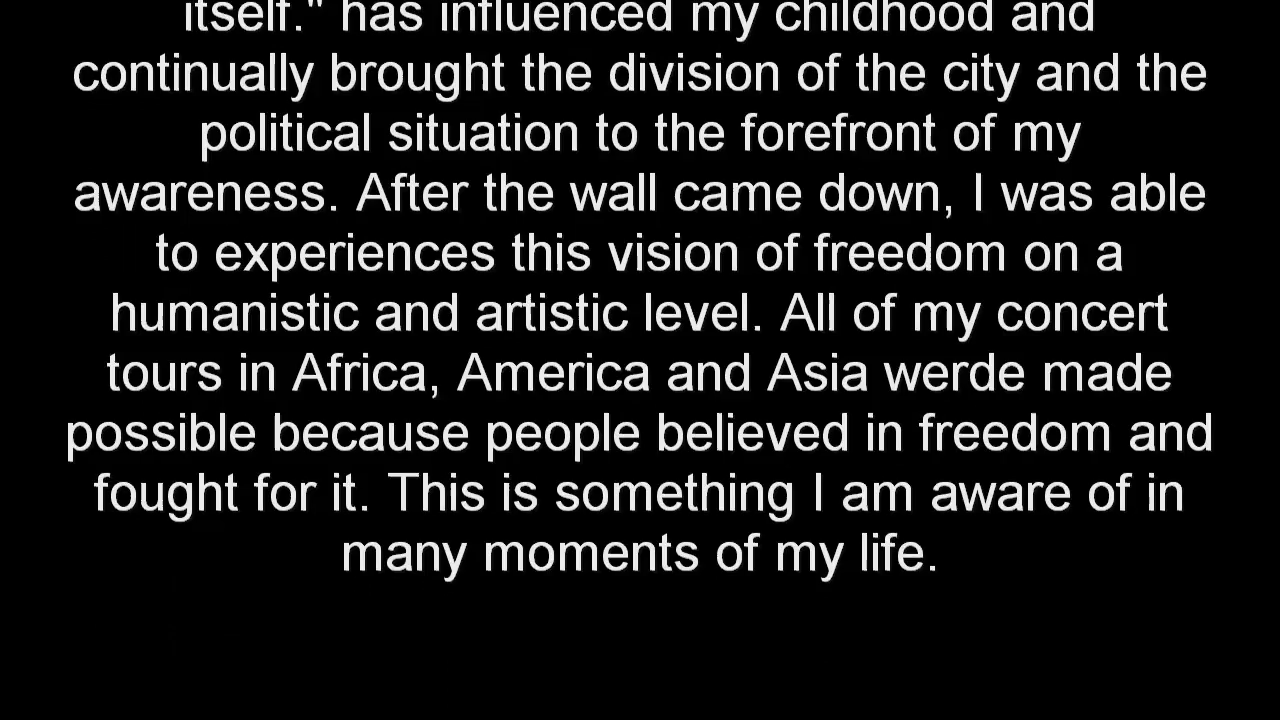 itself." has influenced my childhood and
continually brought the division of the city and the
political situation to the forefront of my
awareness. After the wall came down, I was able
to experiences this vision of freedom on a
humanistic and artistic level. All of my concert
tours in Africa, America and Asia werde made
possible because people believed in freedom and
fought for it. This is something I am aware of in
many moments of my life.